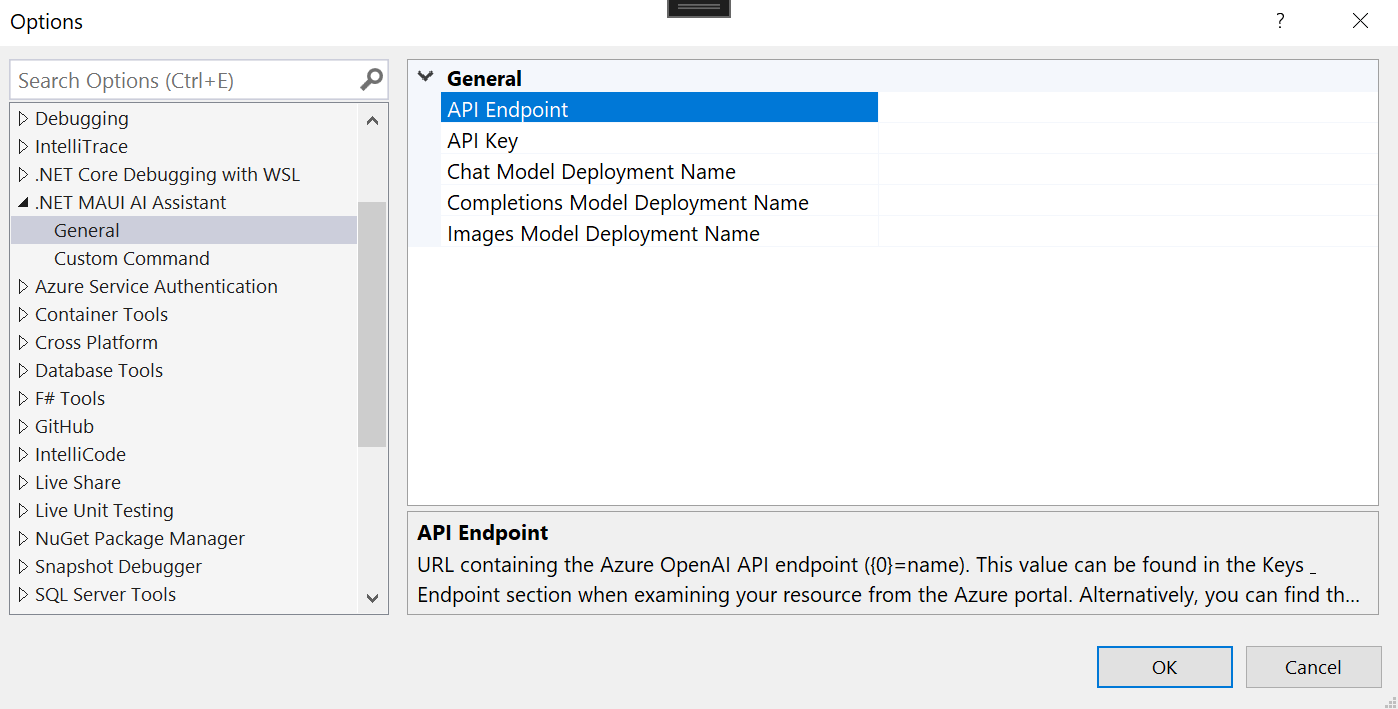 Options
?
Search Options (Ctrl+E)
Debugging
IntelliTrace
.NET Core Debugging with WSL
.NET MAUI AI Assistant
General
Custom Command
Azure Service Authentication
Container Tools
Cross Platform
Database Tools
F# Tools
GitHub
IntelliCode
Live Share
Live Unit Testing
NuGet Package Manager
Snapshot Debugger
SQL Server Tools
General
API Endpoint
API Key
Chat Model Deployment Name
Completions Model Deployment Name
Images Model Deployment Name
API Endpoint
URL containing the Azure OpenAI API endpoint ({0}=name). This value can be found in the Keys _
Endpoint section when examining your resource from the Azure portal. Alternatively, you can find th...
OK
Cancel